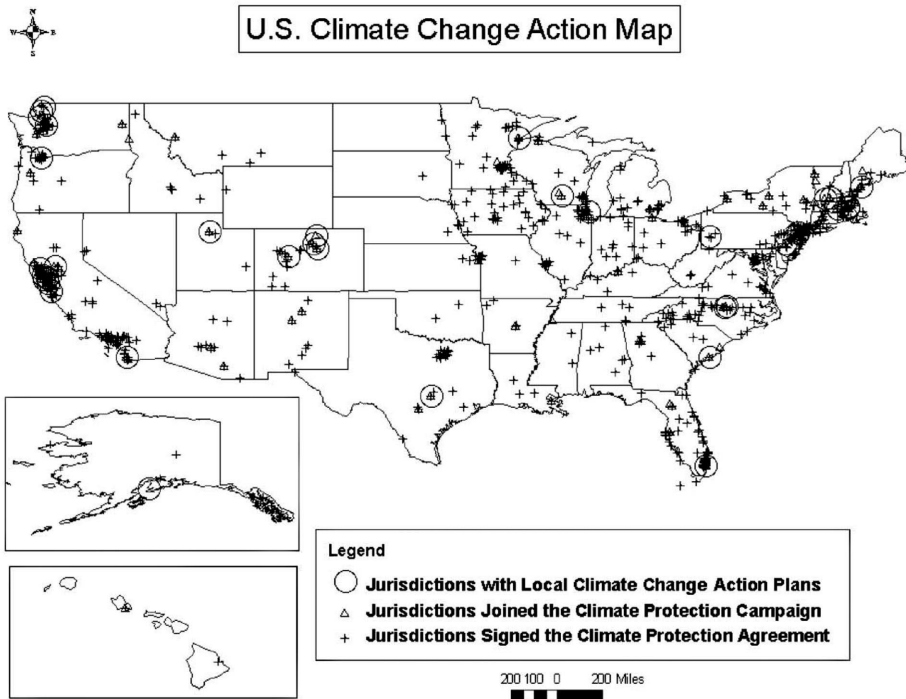 N
U.S. Climate Change Action Map
W E
S
Legend
Jurisdictions with Local Climate Change Action Plans
Jurisdictions Joined the Climate Protection Campaign
Jurisdictions Signed the Climate Protection Agreement
200 100 0 200 Miles